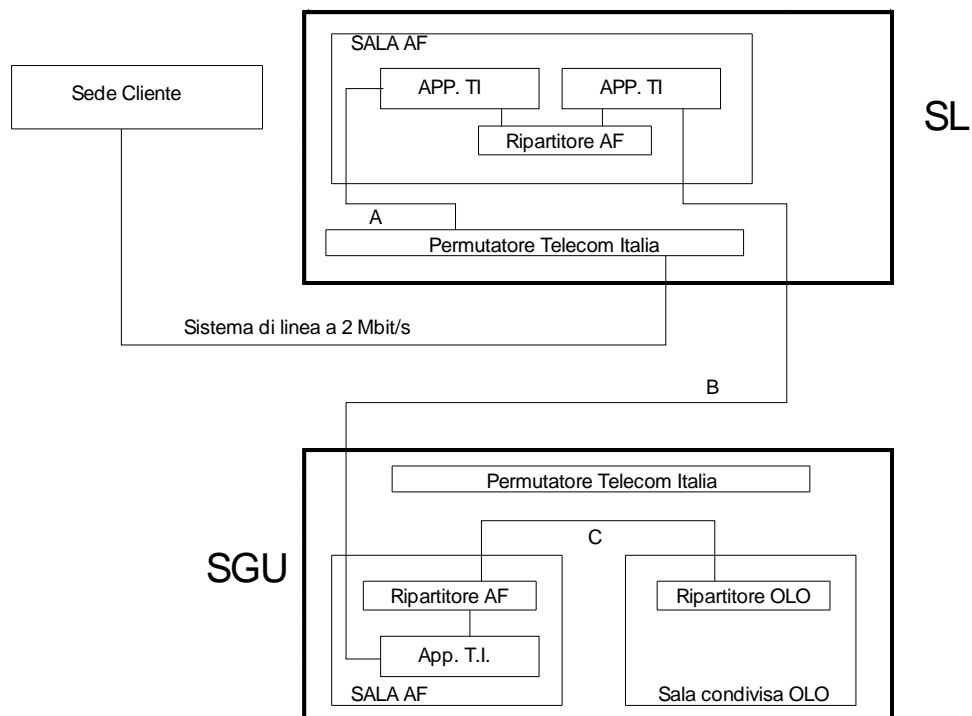 SALA AF
Sede Cliente
APP. TI
APP. TI
SL
Ripartitore AF
A
Permutatore Telecom Italia
Sistema di linea a 2 Mbit/s
B
Permutatore Telecom Italia
C
SGU
Ripartitore AF
Ripartitore OLO
App. T.I.
SALA AF
Sala condivisa OLO